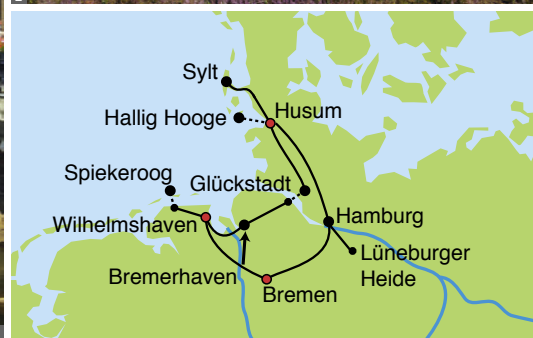 Sylt
Husum
Hallig Hooge
Spiekeroog
Glückstadt
Wilhelmshaven
Hamburg
Lüneburger
Heide
Bremerhaven
Bremen